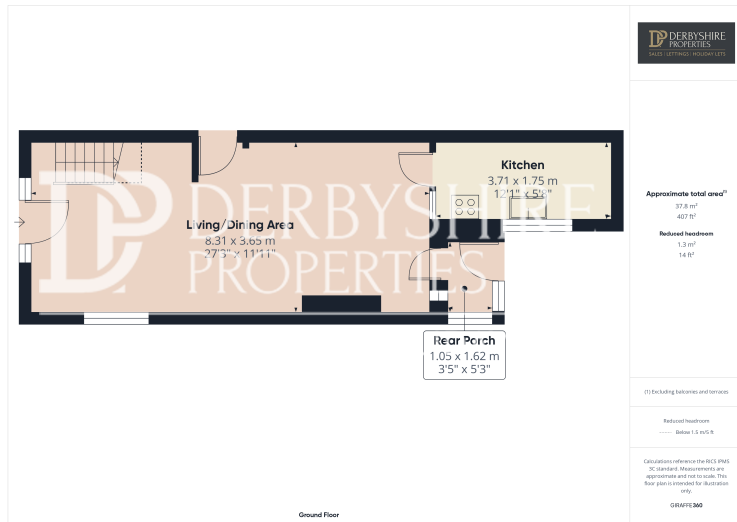 DERBYSHIRE
PROPERTIES
SALES | LETTINGS | HOLIDAY LETS
Kitchen
3.71 x 1.75 m
12'1" x 5'8"
Living/Dining Area
8.31 x 3.65 m
27'3" x 11'11"
DERBYSHIRE
PROPERTIES
Rear Porch
1.05 x 1.62 m
3'5" x 5'3"
Ground Floor
Approximate total area(1)
37.8 m²
407 ft²
Reduced headroom
1.3 m²
14 ft²
(1) Excluding balconies and terraces
Reduced headroom
Below 1.5 m/5 ft
Calculations reference the RICS IPMS
3C standard. Measurements are
approximate and not to scale. This
floor plan is intended for illustration
only.
GIRAFFE360